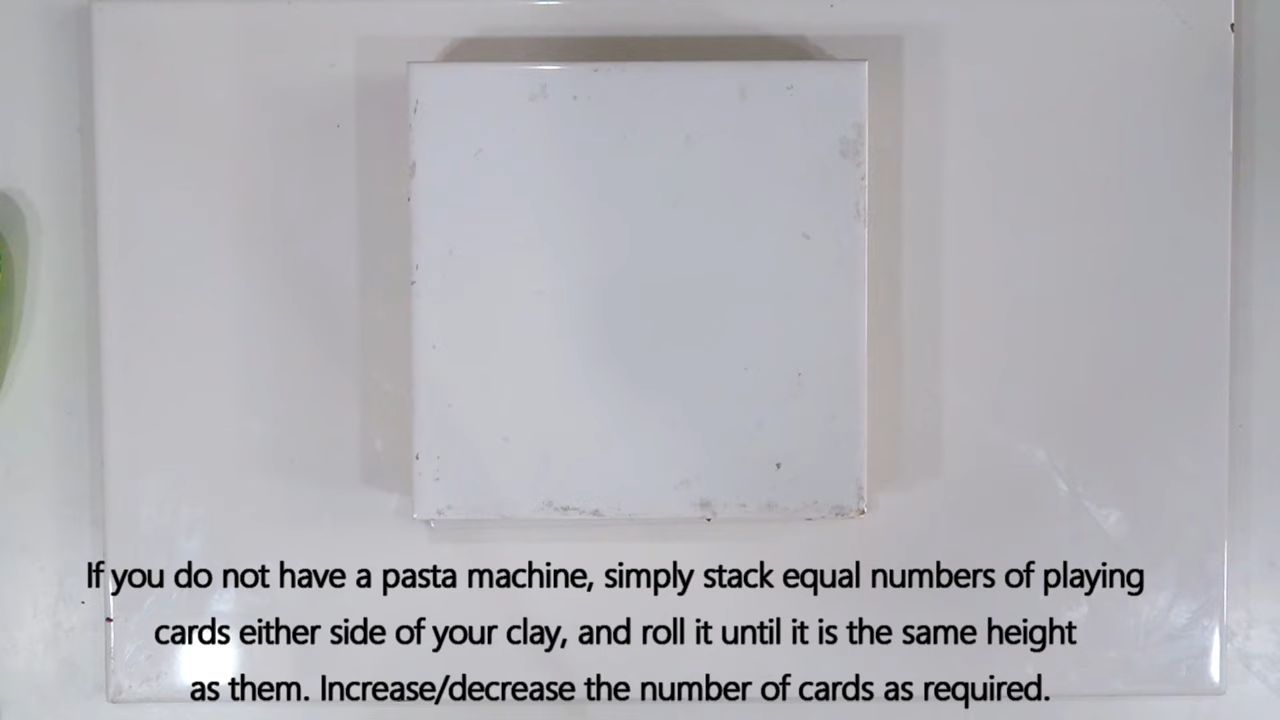 If you do not have a pasta machine, simply stack equal numbers of playing
cards either side of your clay, and roll it until it is the same height
as them. Increase/decrease the number of cards as required.